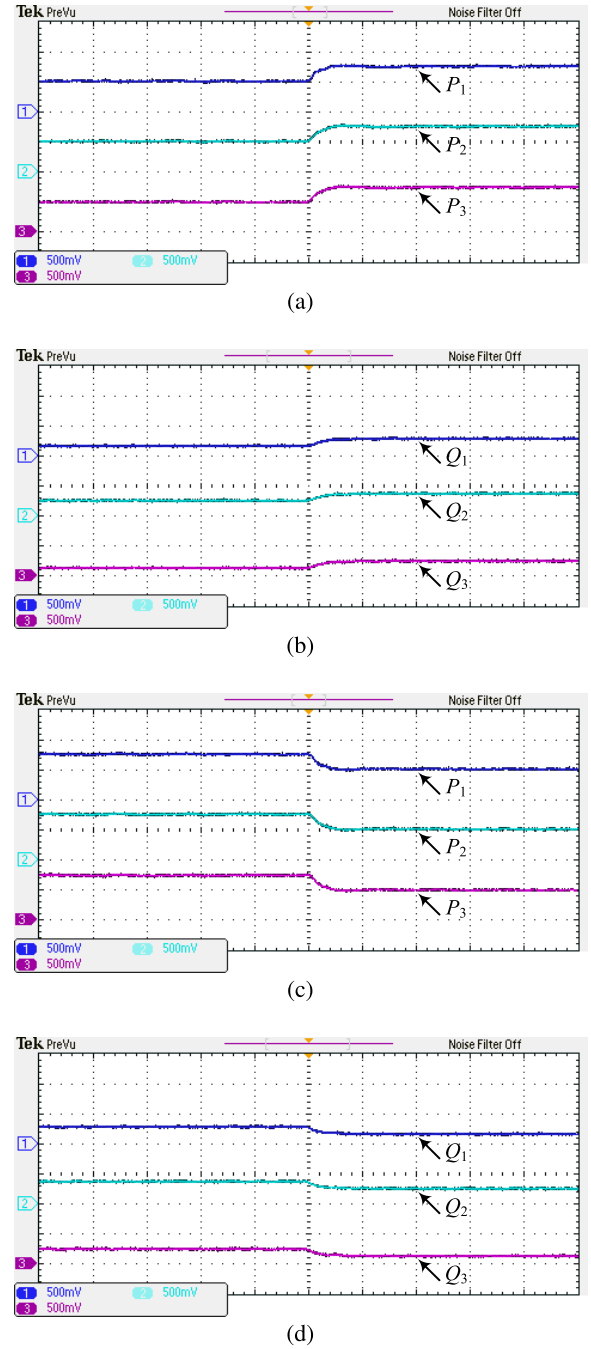 Tek PreVu Noise Filter Off
1
P1
2
P2
3
P3
1 500mV 2 500mV
3 500mV
(a)
Tek PreVu Noise Filter Off
1
Q1
2
Q2
3
Q3
1 500mV 2 500mV
3 500mV
(b)
Tek PreVu Noise Filter Off
1
P1
2
P2
3
P3
1 500mV 2 500mV
3 500mV
(c)
Tek PreVu Noise Filter Off
1
Q1
2
Q2
3
Q3
1 500mV 2 500mV
3 500mV
(d)